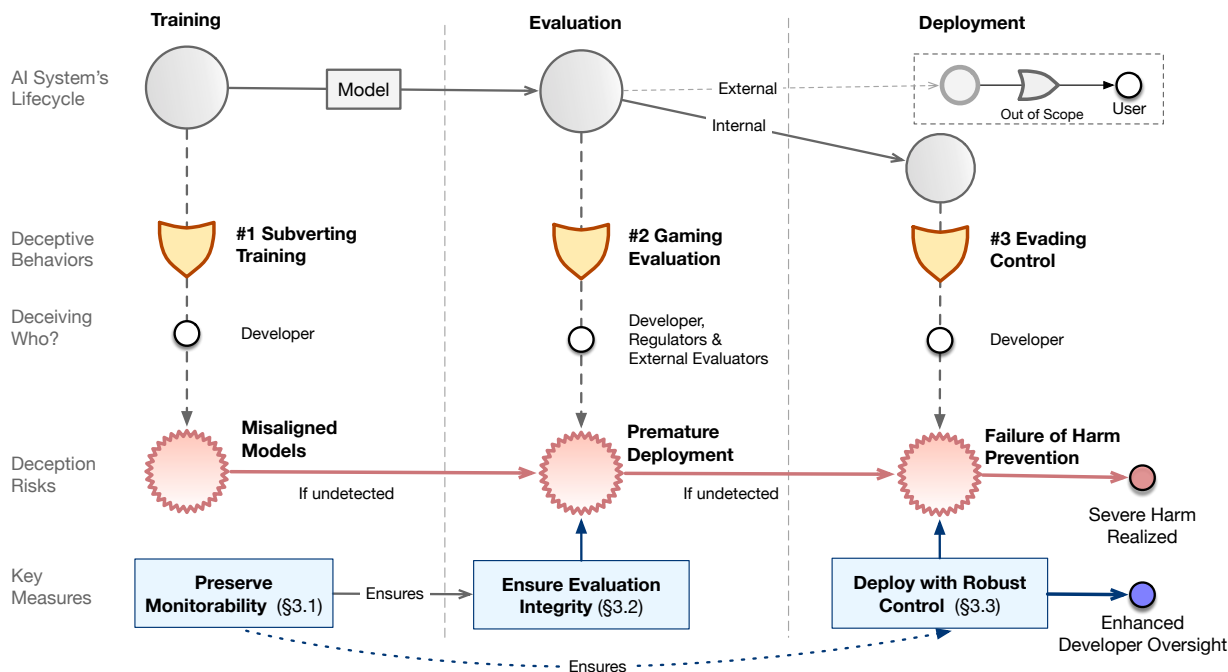 Training
Evaluation
Deployment
AI System's
Lifecycle
Model
External
Internal
Out of Scope
User
Deceptive
Behaviors
#1 Subverting
Training
#2 Gaming
Evaluation
#3 Evading
Control
Deceiving
Who?
Developer
Developer,
Regulators &
External Evaluators
Developer
Deception
Risks
Misaligned
Models
If undetected
Premature
Deployment
If undetected
Failure of Harm
Prevention
Severe Harm
Realized
Key
Measures
Preserve
Monitorability (§3.1)
Ensures
Ensure Evaluation
Integrity (§3.2)
Deploy with Robust
Control (§3.3)
Enhanced
Developer Oversight
Ensures